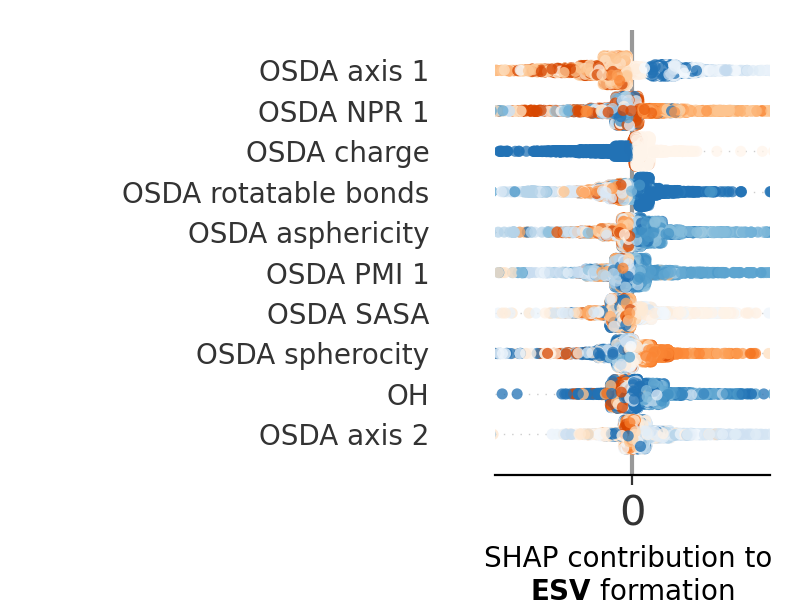 OSDA axis 1
OSDA NPR 1
OSDA charge
OSDA rotatable bonds
OSDA asphericity
OSDA PMI 1
OSDA SASA
OSDA spherocity
OH
OSDA axis 2
0
SHAP contribution to
ESV formation